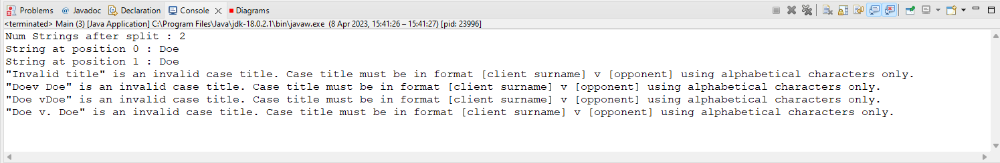 Problems @ Javadoc Declaration Console Diagrams
<terminated> Main (3) [Java Application] C:\Program Files\Java\jdk-18.0.2.1\bin\javaw.exe (8 Apr 2023, 15:41:26 – 15:41:27) [pid: 23996]
Num Strings after split : 2
String at position 0 : Doe
String at position 1 : Doe
"Invalid title" is an invalid case title. Case title must be in format [client surname] v [opponent] using alphabetical characters only.
"Doev Doe" is an invalid case title. Case title must be in format [client surname] v [opponent] using alphabetical characters only.
"Doe vDoe" is an invalid case title. Case title must be in format [client surname] v [opponent] using alphabetical characters only.
"Doe v. Doe" is an invalid case title. Case title must be in format [client surname] v [opponent] using alphabetical characters only.